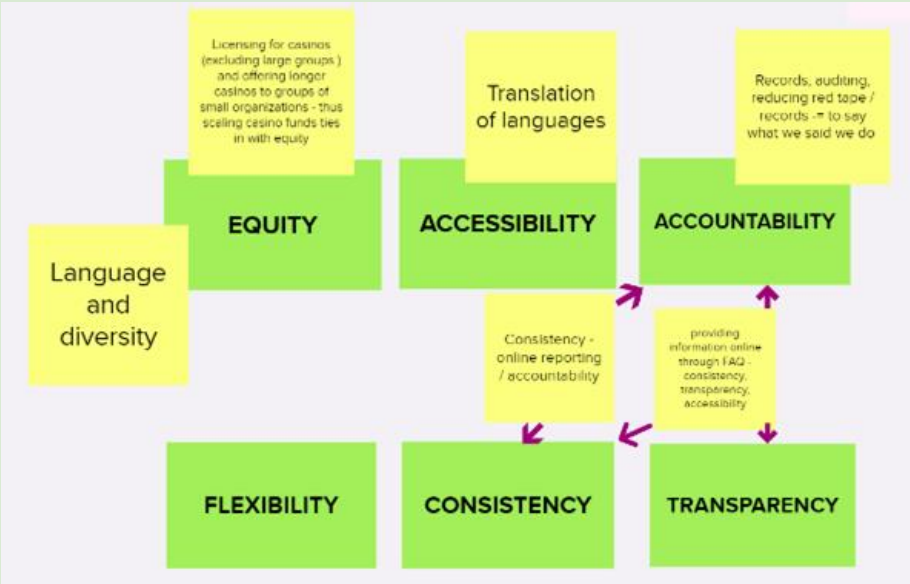 Licensing for casinos
(excluding large groups )
and offering longer
casinos to groups of
small organizations - thus
scaling casino funds ties
in with equity
Translation
of languages
Records, auditing,
reducing red tape /
records -= to say
what we said we do
EQUITY
ACCESSIBILITY
ACCOUNTABILITY
Language
and
diversity
Consistency -
online reporting
/ accountability
providing
information online
through FAQ -
consistency,
transparency,
accessibility
FLEXIBILITY
CONSISTENCY
TRANSPARENCY